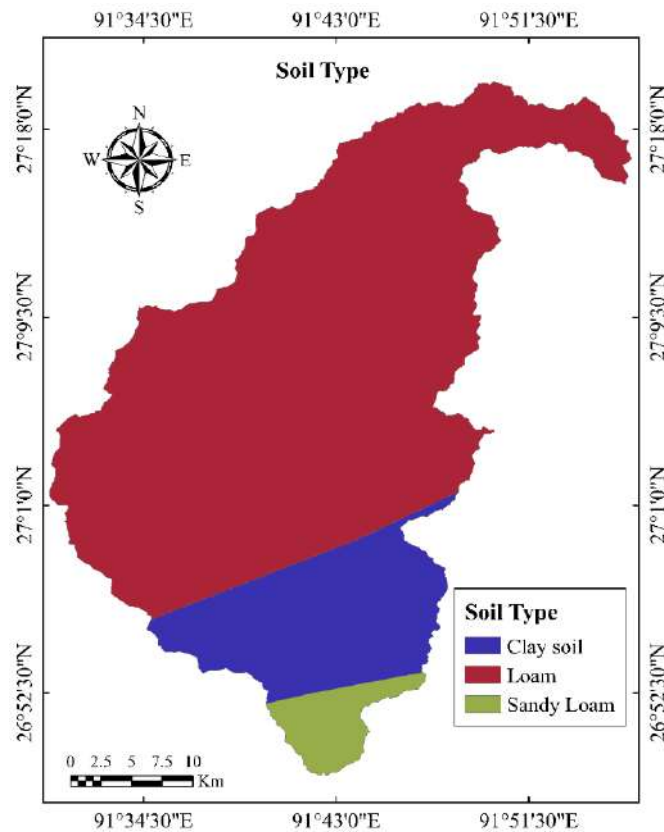 91°34'30"E 91°43'0"E 91°51'30"E
Soil Type
N
W E
S
27°18'0"N 27°18'0"N
27°9'30"N 27°9'30"N
27°1'0"N 27°1'0"N
26°52'30"N 26°52'30"N
Soil Type
Clay soil
Loam
Sandy Loam
0 2.5 5 7.5 10
Km
91°34'30"E 91°43'0"E 91°51'30"E